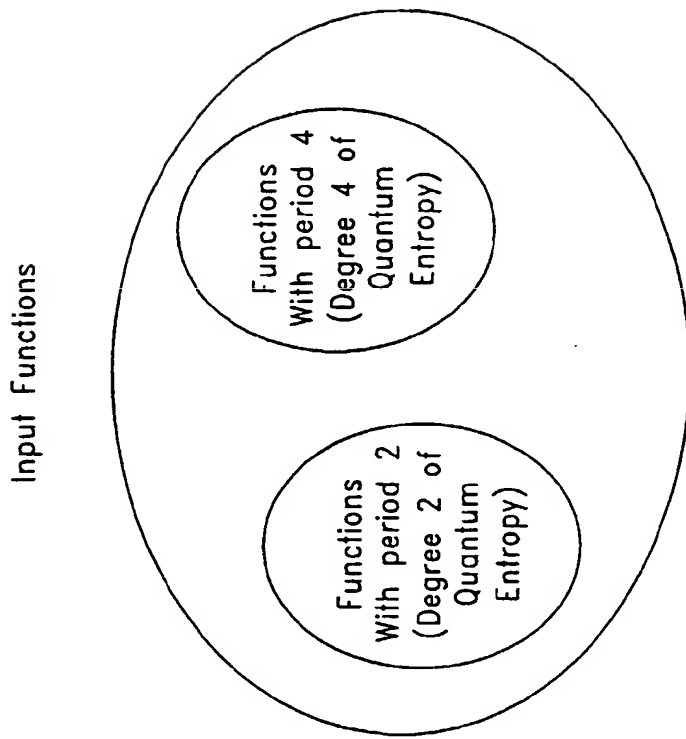 Input Functions
Functions
With period 2
(Degree 2 of
Quantum
Entropy)
Functions
With period 4
(Degree 4 of
Quantum
Entropy)